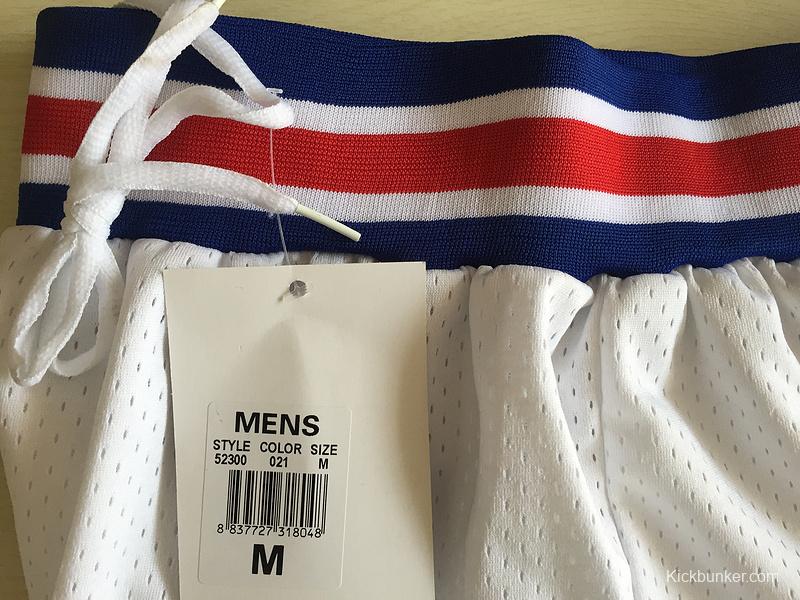 MENS
STYLE COLOR SIZE
52300 021 M
8 837727 318048
M
Kickbunker.com